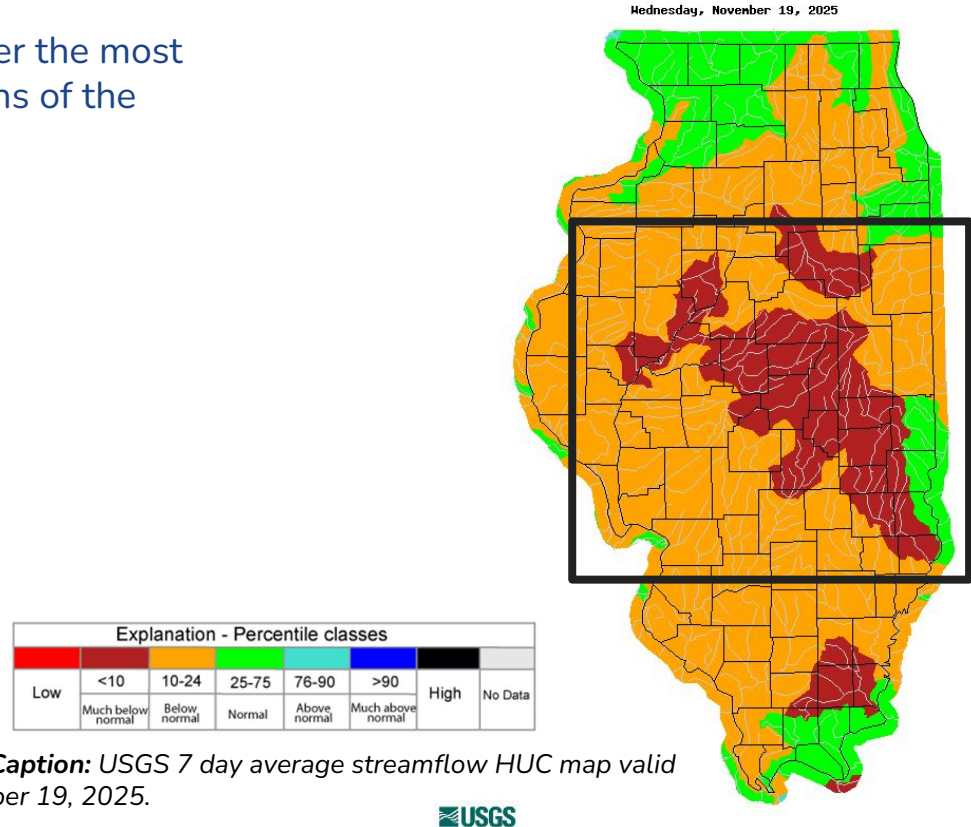 Wednesday, November 19, 2025
er the most
ns of the
Explanation - Percentile classes
Low
<10
10-24
25-75
76-90
>90
High
No Data
Much below normal
Below normal
Normal
Above normal
Much above normal
Caption: USGS 7 day average streamflow HUC map valid
ber 19, 2025.
USGS